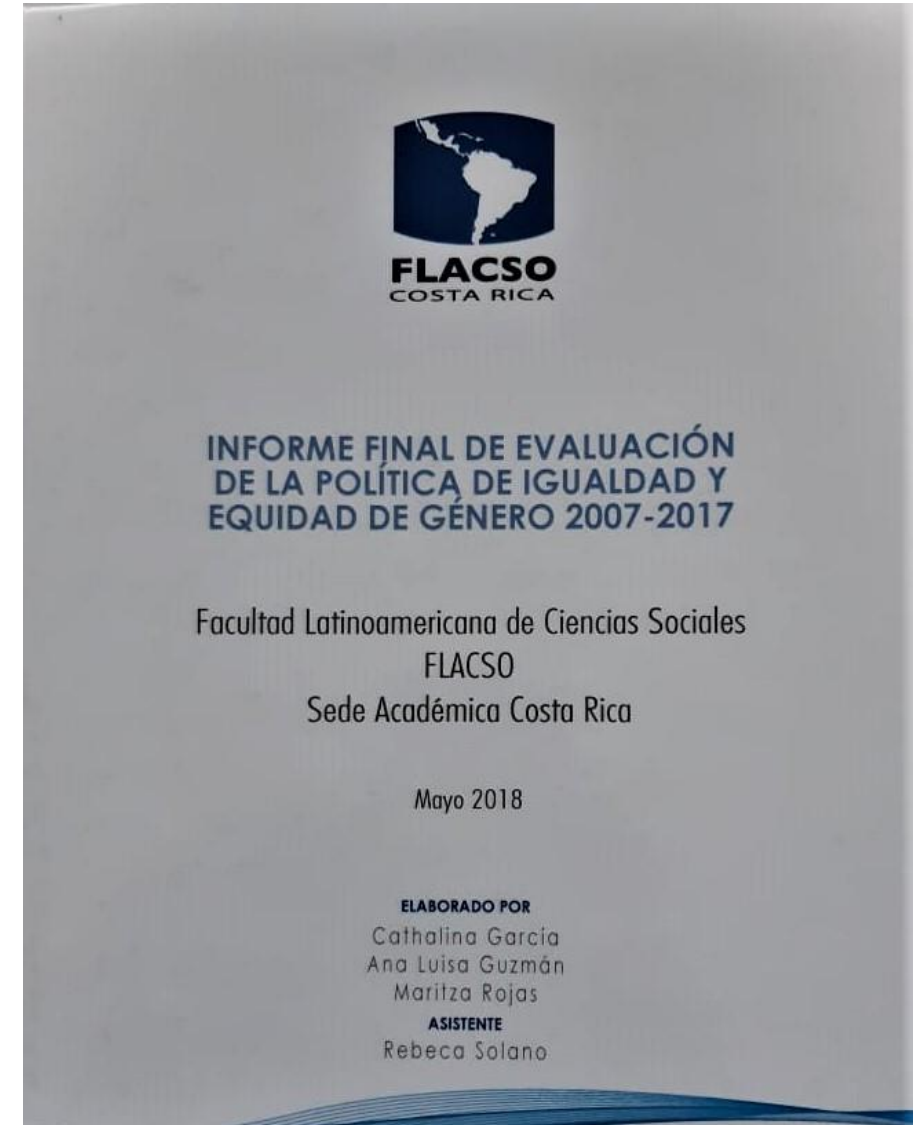 FLACSO
COSTA RICA
INFORME FINAL DE EVALUACIÓN
DE LA POLÍTICA DE IGUALDAD Y
EQUIDAD DE GÉNERO 2007-2017
Facultad Latinoamericana de Ciencias Sociales
FLACSO
Sede Académica Costa Rica
Mayo 2018
ELABORADO POR
Cathalina García
Ana Luisa Guzmán
Maritza Rojas
ASISTENTE
Rebeca Solano